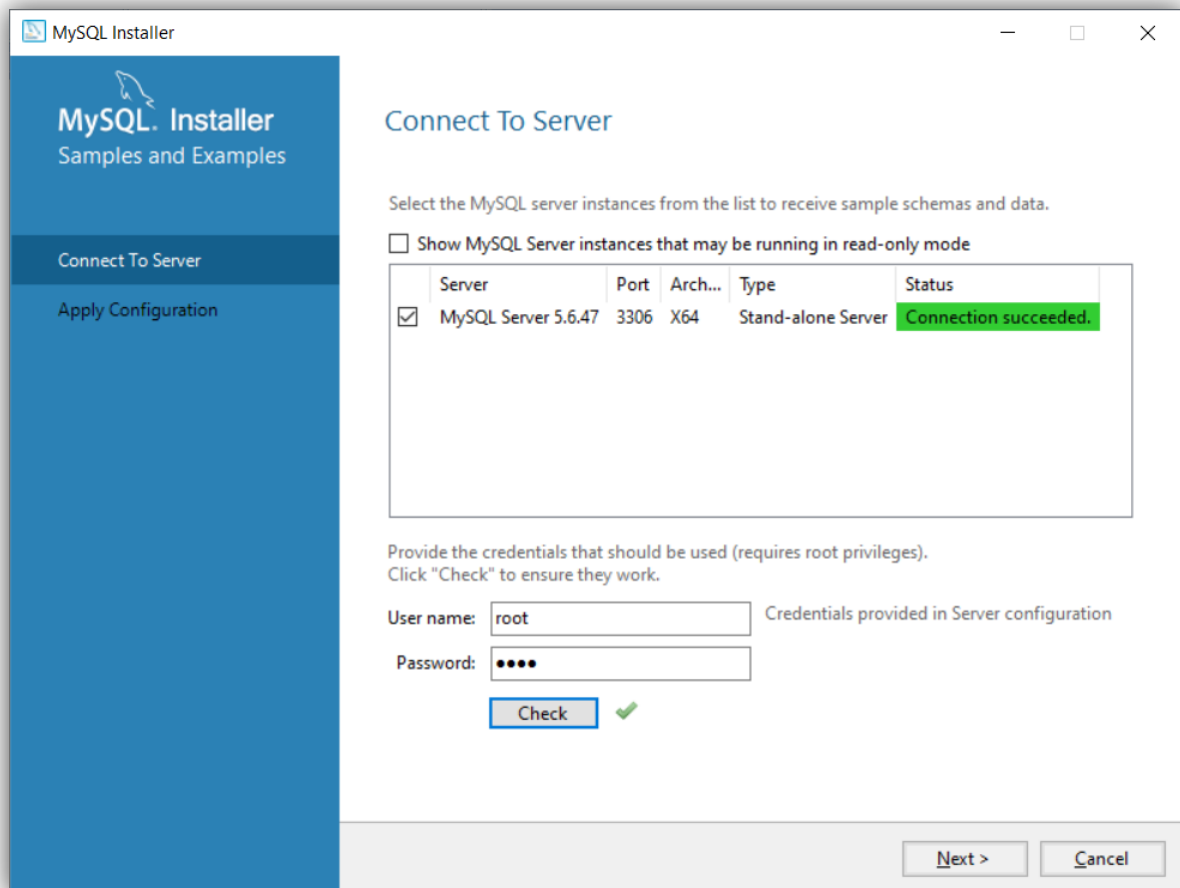 MySQL Installer
MySQL. Installer
Samples and Examples
Connect To Server
Apply Configuration
Connect To Server
Select the MySQL server instances from the list to receive sample schemas and data.
Show MySQL Server instances that may be running in read-only mode
Server Port Arch... Type Status
MySQL Server 5.6.47 3306 X64 Stand-alone Server Connection succeeded.
Provide the credentials that should be used (requires root privileges).
Click "Check" to ensure they work.
User name: root Credentials provided in Server configuration
Password: ●●●●
Check
Next > Cancel